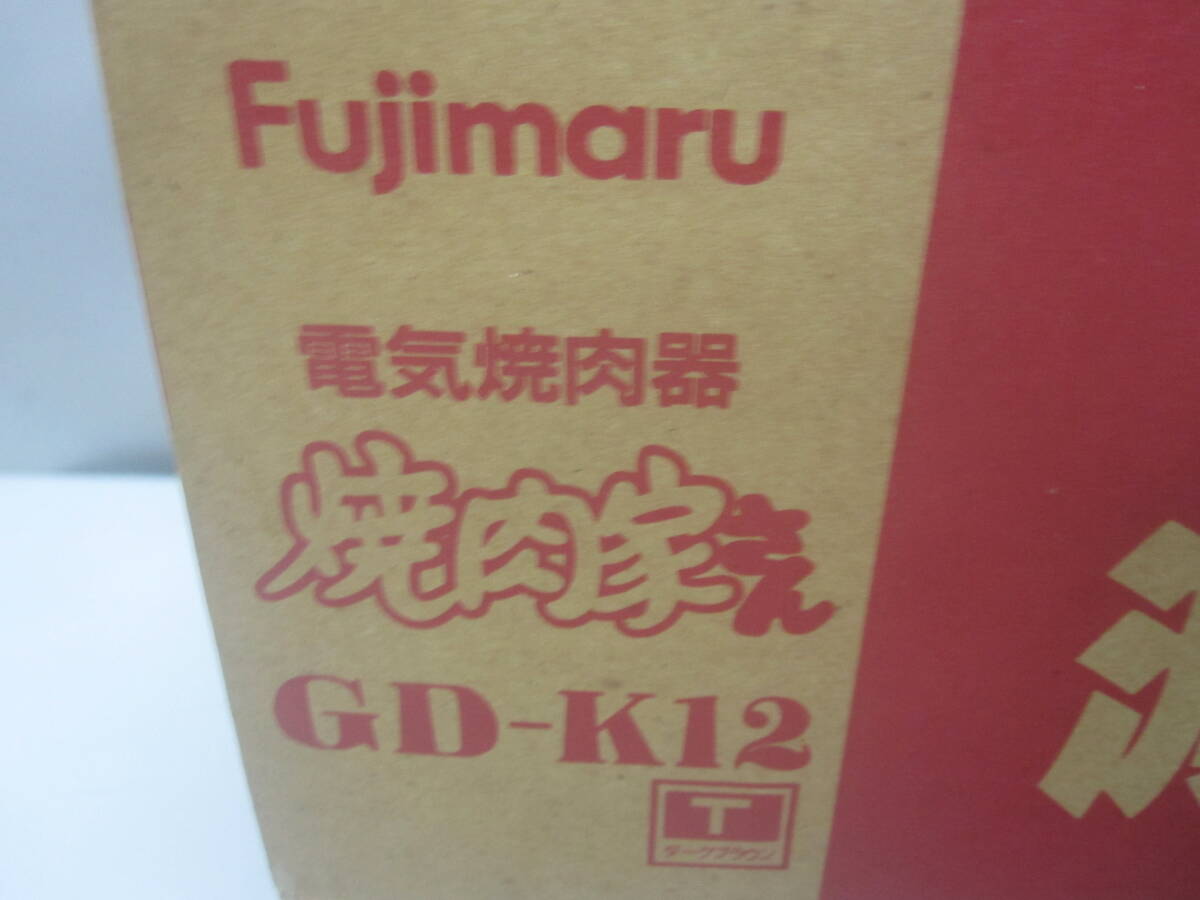 Fujimaru
電気焼肉器
焼肉家さん
GD-K12
T
ダークブラウン